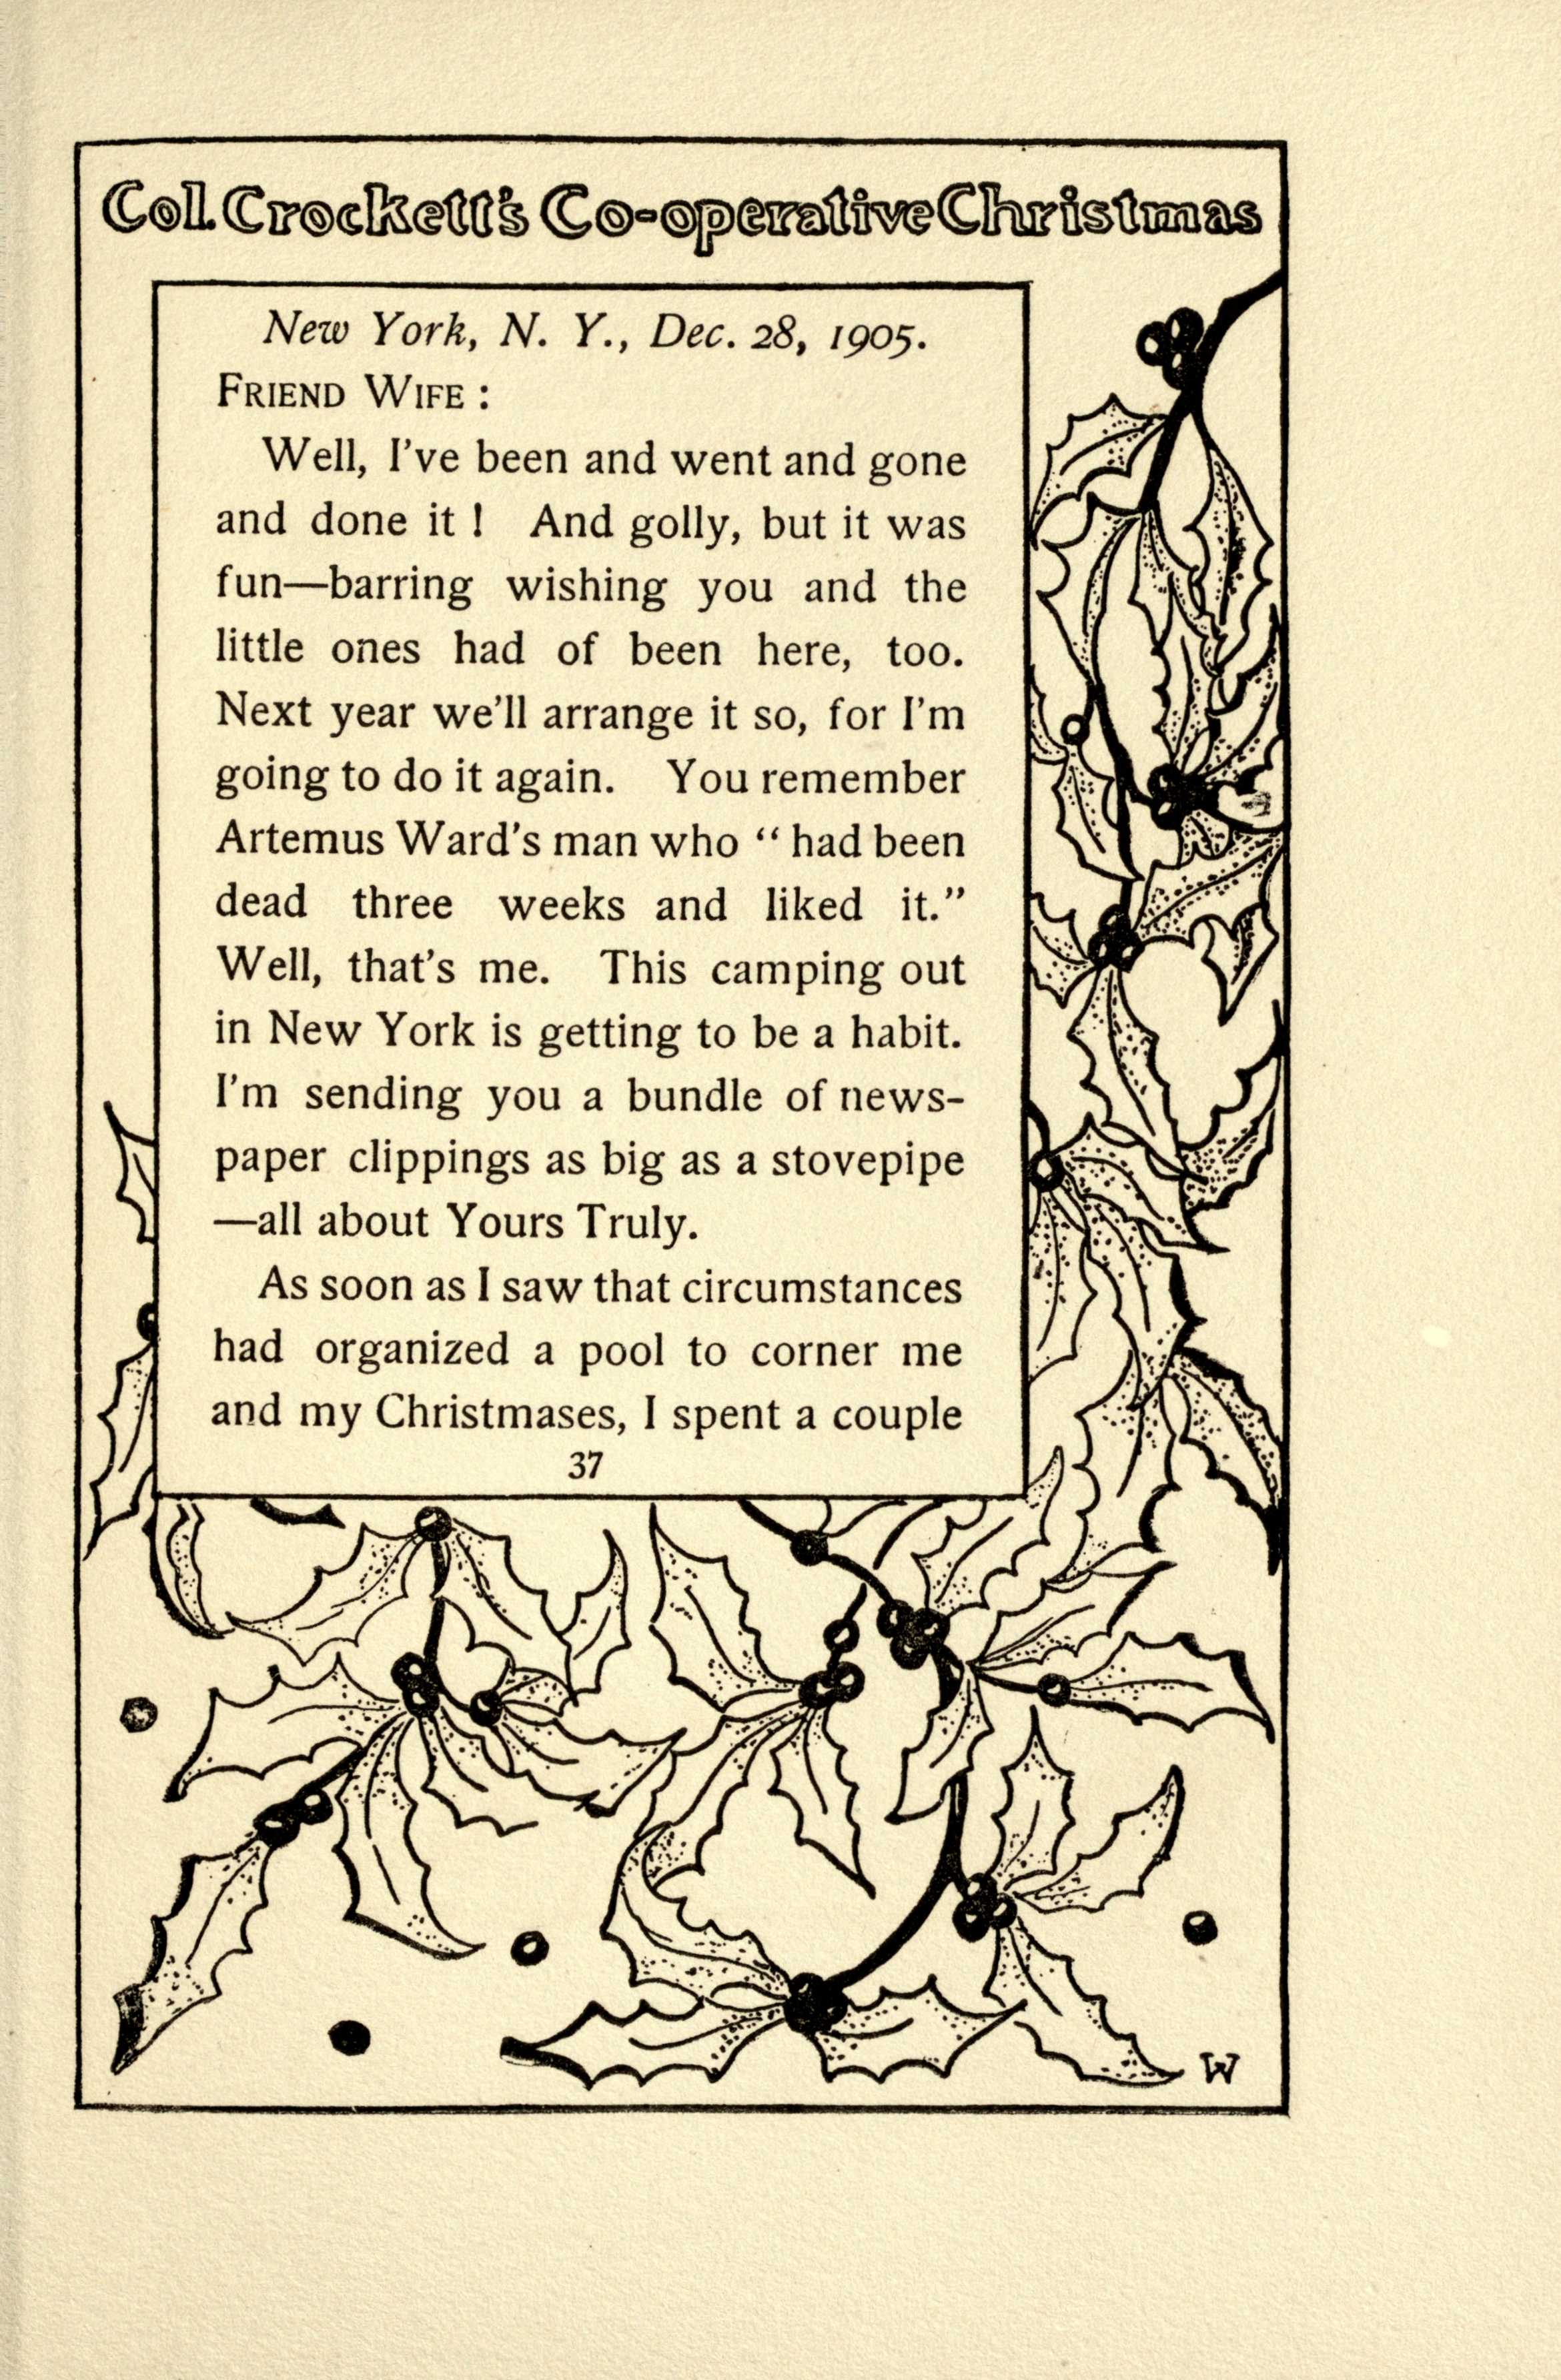 Col. Crockett's Co-operative Christmas
New York, N. Y., Dec. 28, 1905.
FRIEND WIFE :
Well, I've been and went and gone
and done it ! And golly, but it was
fun—barring wishing you and the
little ones had of been here, too.
Next year we'll arrange it so, for I'm
going to do it again. You remember
Artemus Ward's man who “ had been
dead three weeks and liked it.”
Well, that's me. This camping out
in New York is getting to be a habit.
I'm sending you a bundle of news-
paper clippings as big as a stovepipe
—all about Yours Truly.
As soon as I saw that circumstances
had organized a pool to corner me
and my Christmases, I spent a couple
37
W